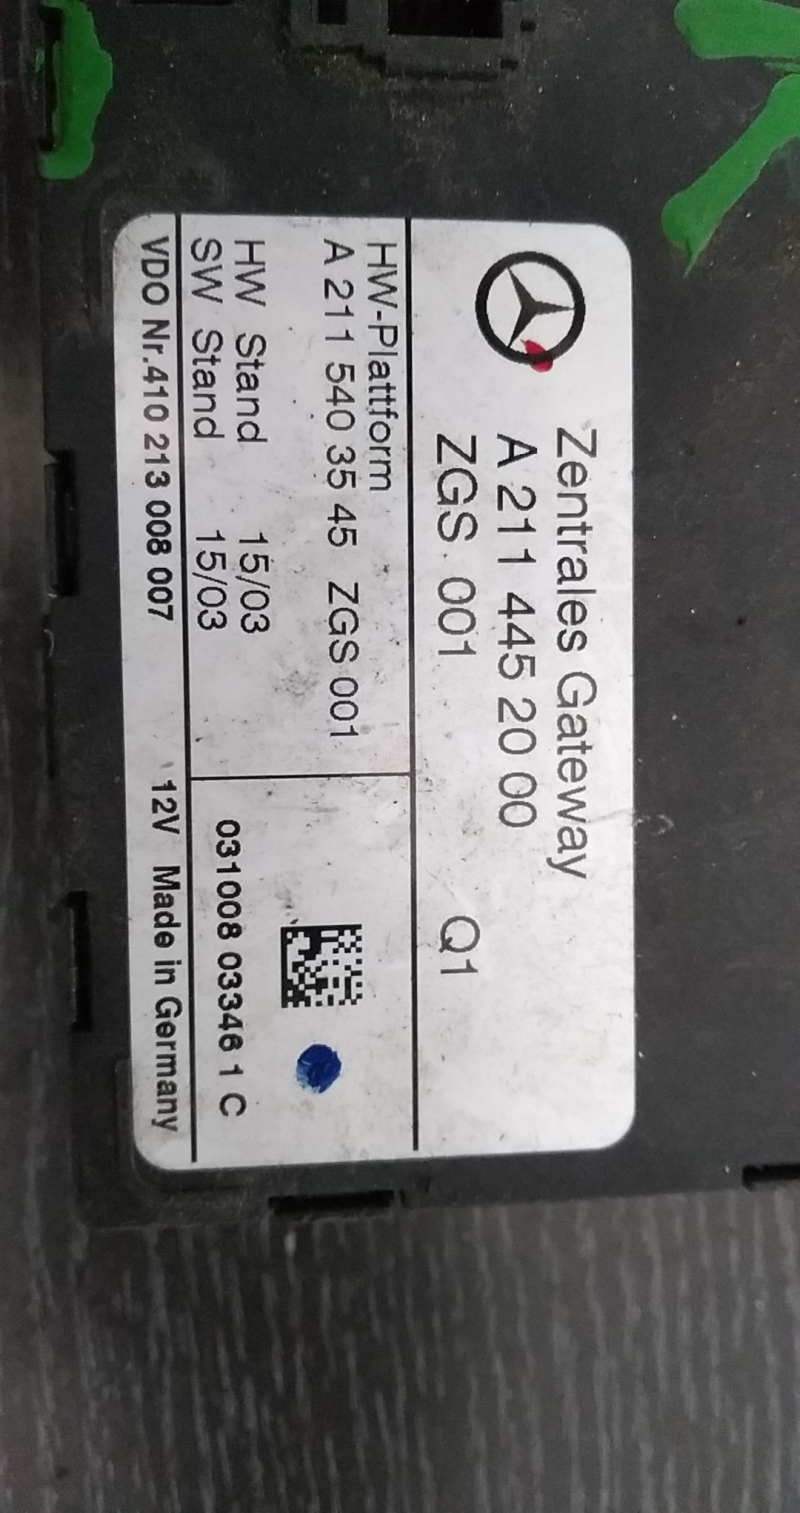 Zentrales Gateway
A 211 445 20 00
ZGS 001 Q1
HW-Plattform
A 211 540 35 45 ZGS 001
HW Stand 15/03
SW Stand 15/03
031008 03346 1 C
VDO Nr.410 213 008 007 12V Made in Germany